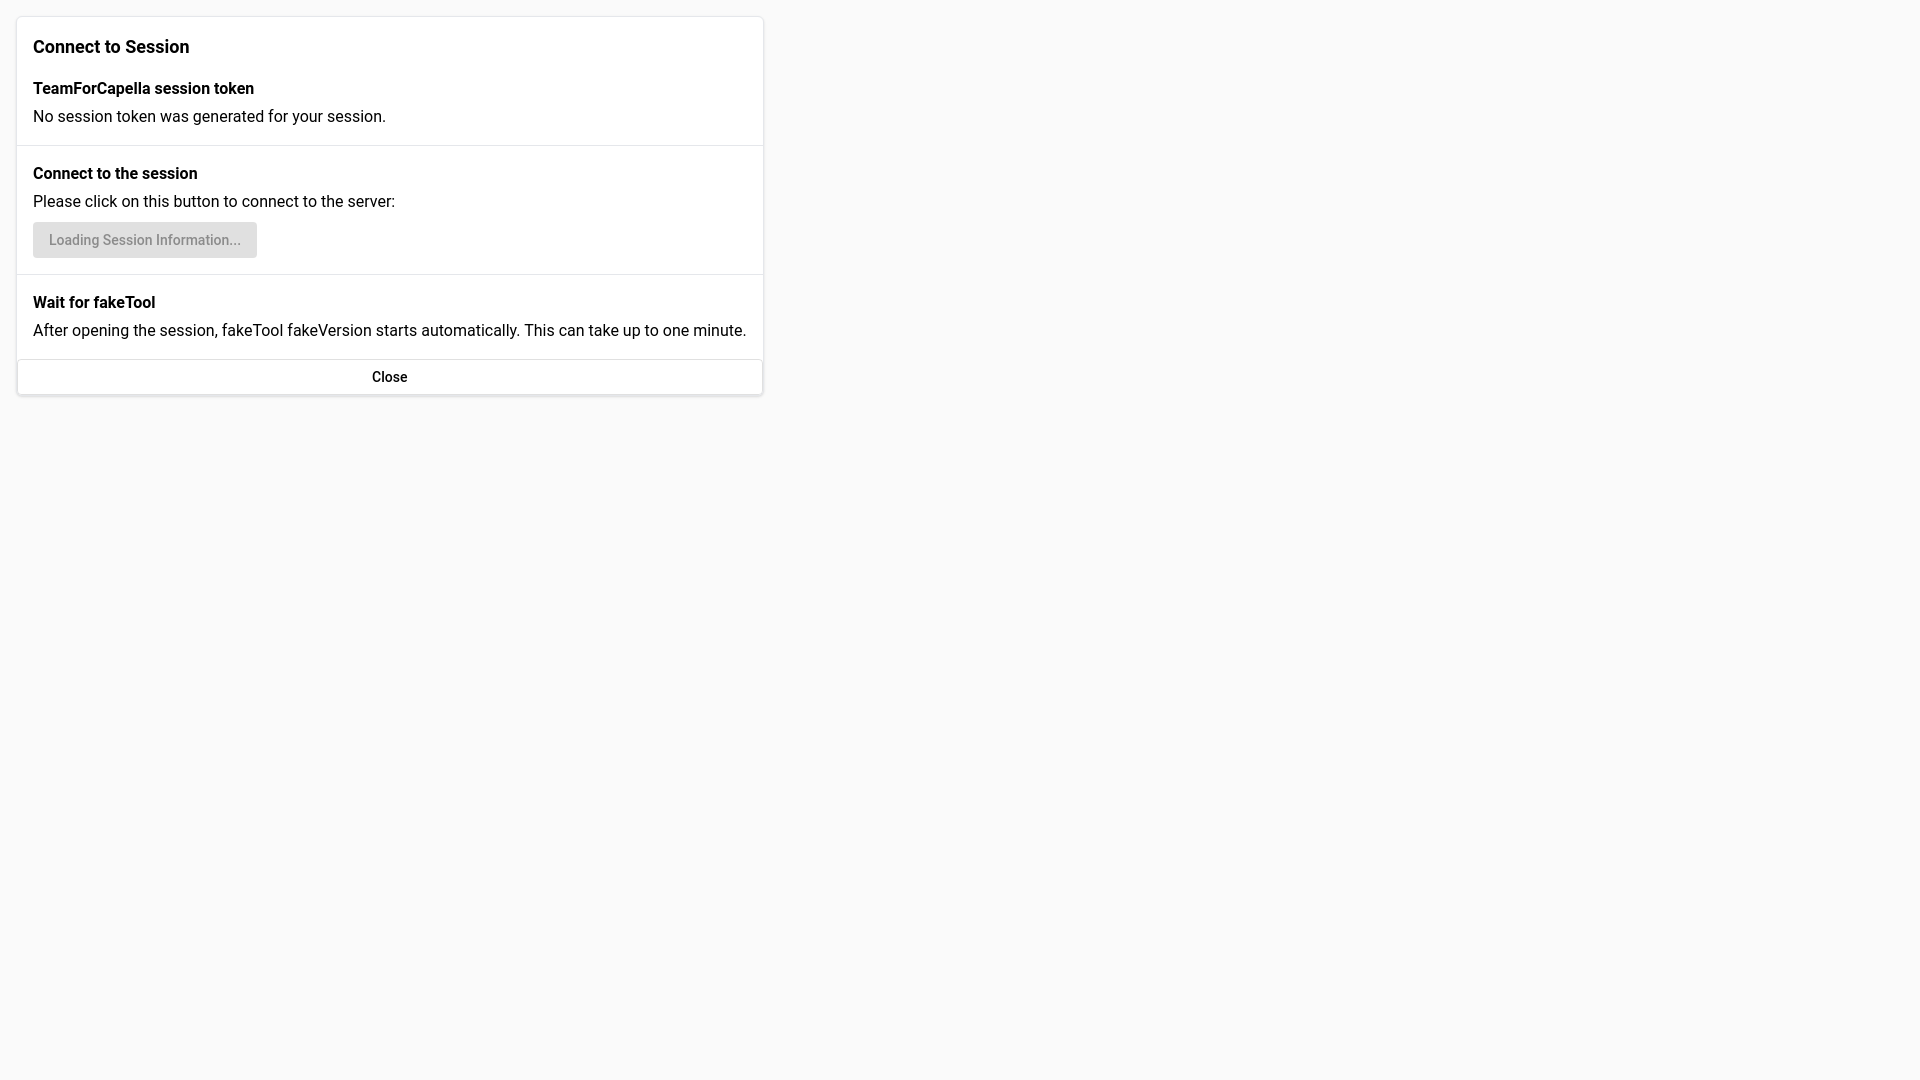 Connect to Session
TeamForCapella session token
No session token was generated for your session.
Connect to the session
Please click on this button to connect to the server:
Loading Session Information...
Wait for fakeTool
After opening the session, fakeTool fakeVersion starts automatically. This can take up to one minute.
Close